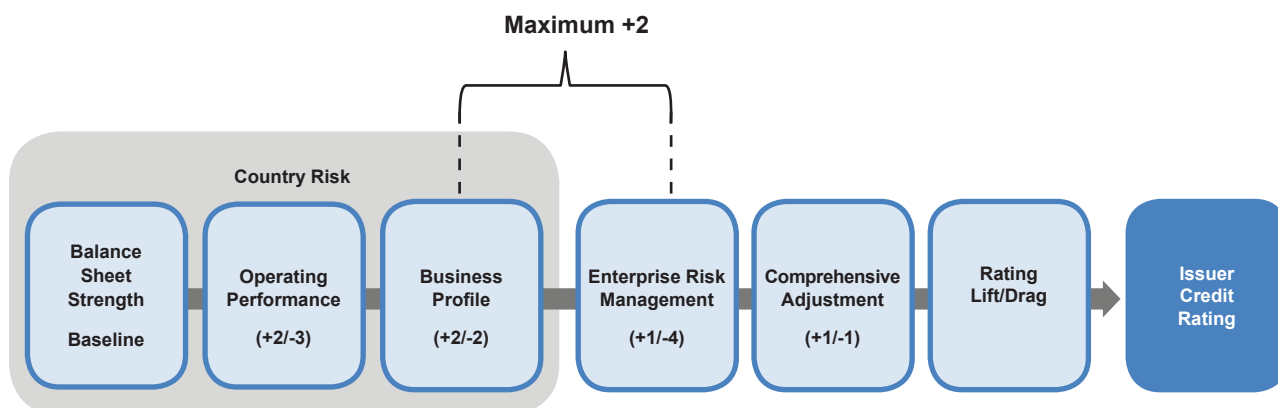 Maximum +2
Country Risk
Balance
Sheet
Strength
Baseline
Operating
Performance
(+2/-3)
Business
Profile
(+2/-2)
Enterprise Risk
Management
(+1/-4)
Comprehensive
Adjustment
(+1/-1)
Rating
Lift/Drag
Issuer
Credit
Rating